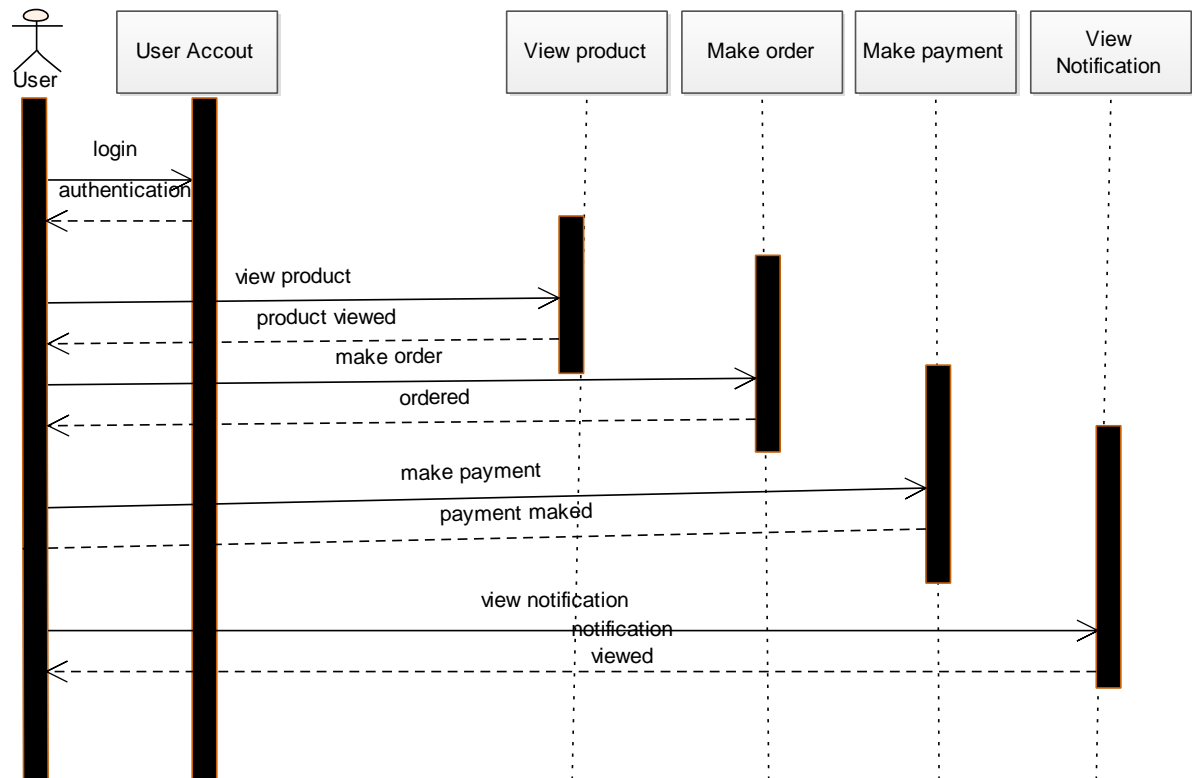 User
User Accout
View product
Make order
Make payment
View
Notification
login
authentication
view product
product viewed
make order
ordered
make payment
payment maked
view notification
notification
viewed